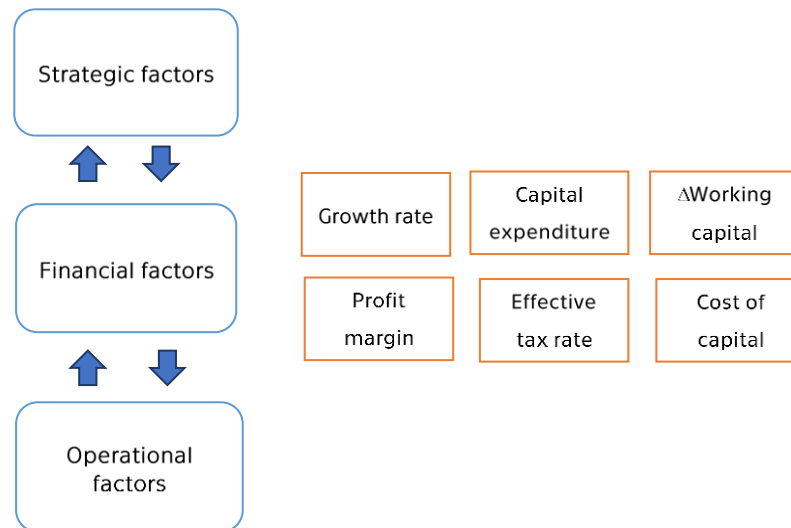 Strategic factors
Financial factors
Operational
factors
Growth rate
Capital
expenditure
∆Working
capital
Profit
margin
Effective
tax rate
Cost of
capital